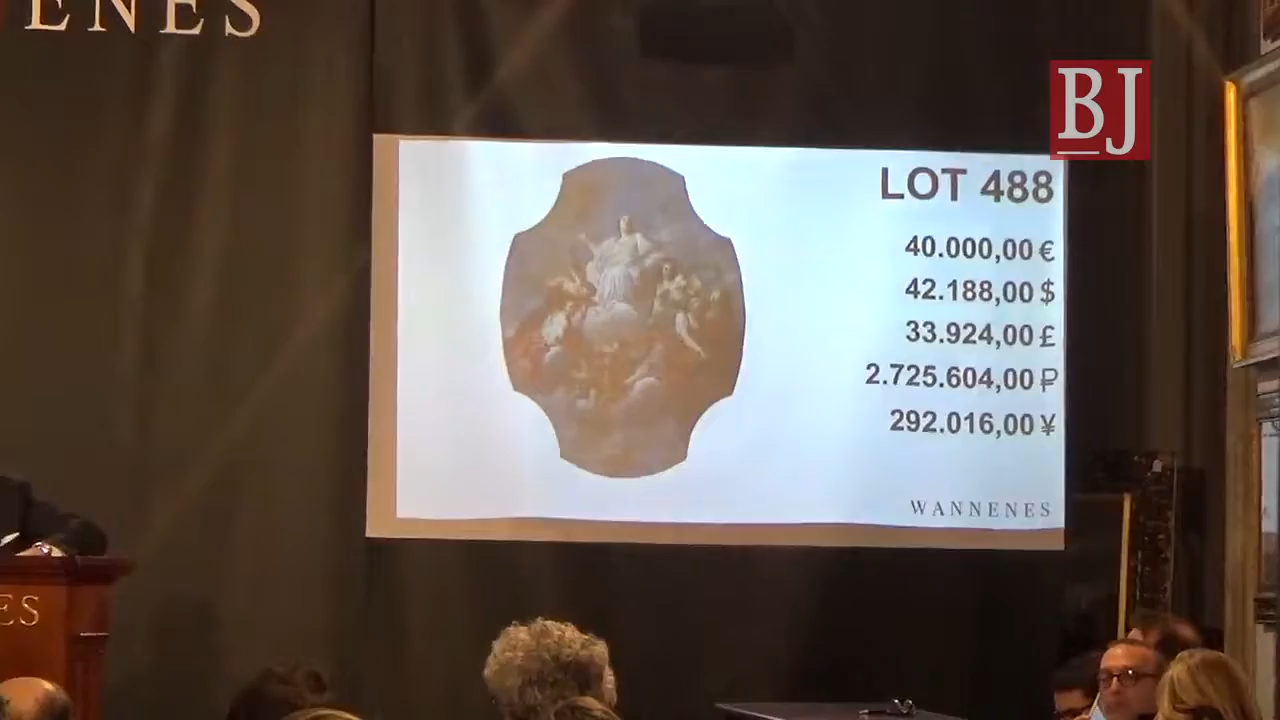 ENES
BJ
LOT 488
40.000,00 €
42.188,00 $
33.924,00 £
2.725.604,00 ₽
292.016,00 ¥
WANNENES
ES